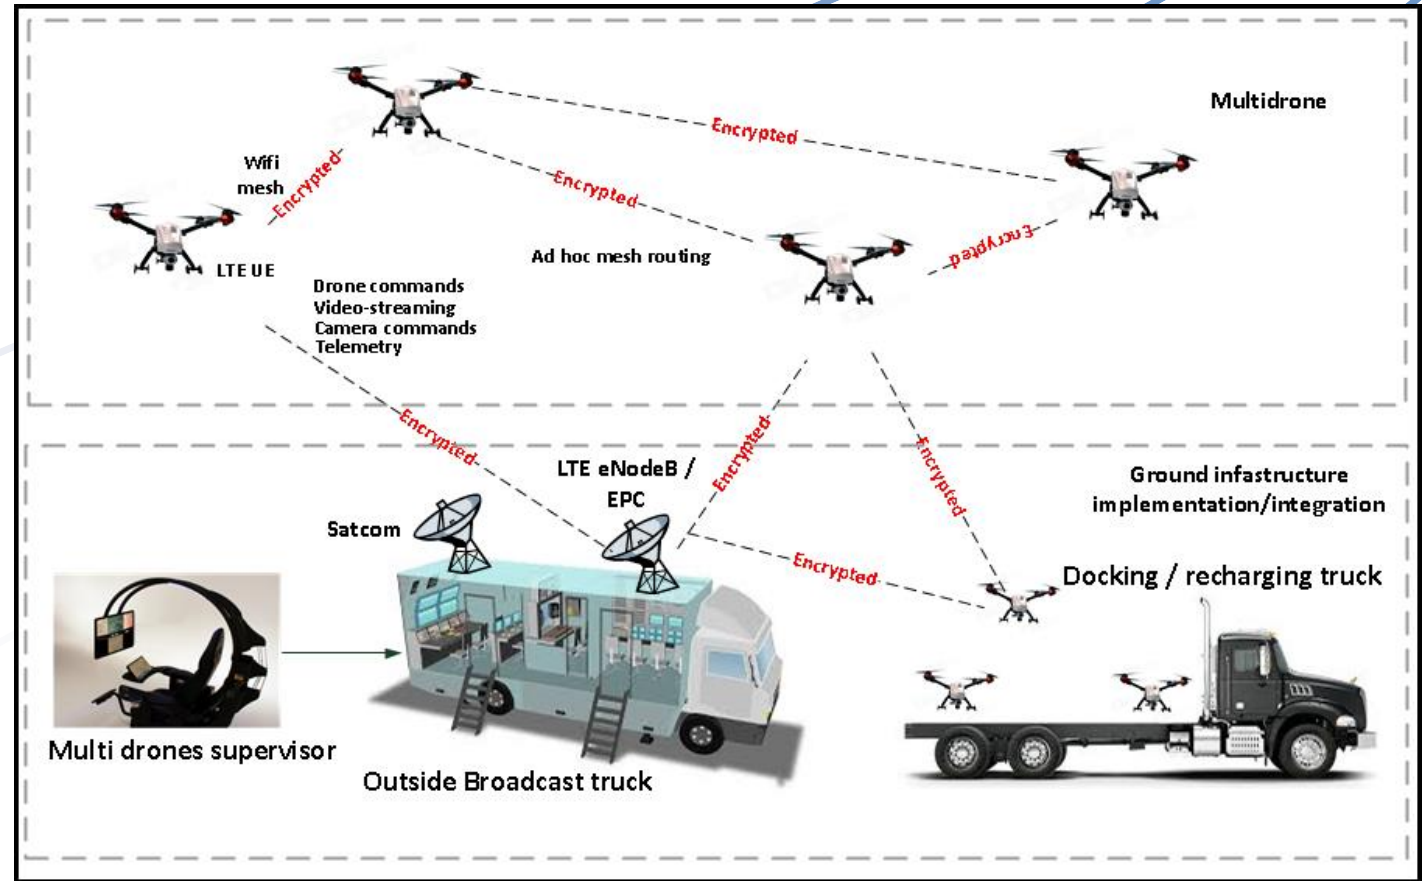 Multidrone
Encrypted
Wifi
mesh
Encrypted
Encrypted
Encrypted
Ad hoc mesh routing
LTE UE
Drone commands
Video-streaming
Camera commands
Telemetry
Encrypted
Encrypted
Encrypted
LTE eNodeB /
EPC
Ground infastructure
implementation/integration
Satcom
Encrypted
Docking / recharging truck
Multi drones supervisor
Outside Broadcast truck